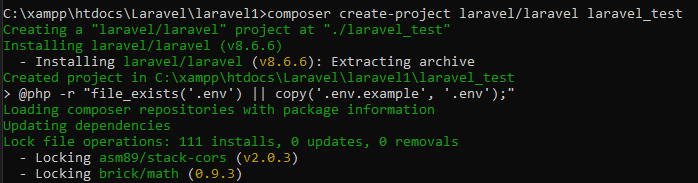 C:\xampp\htdocs\Laravel\laravel1>composer create-project laravel/laravel laravel_test
Creating a "laravel/laravel" project at "./laravel_test"
Installing laravel/laravel (v8.6.6)
  - Installing laravel/laravel (v8.6.6): Extracting archive
Created project in C:\xampp\htdocs\Laravel\laravel1\laravel_test
> @php -r "file_exists('.env') || copy('.env.example', '.env');"
Loading composer repositories with package information
Updating dependencies
Lock file operations: 111 installs, 0 updates, 0 removals
  - Locking asm89/stack-cors (v2.0.3)
  - Locking brick/math (0.9.3)